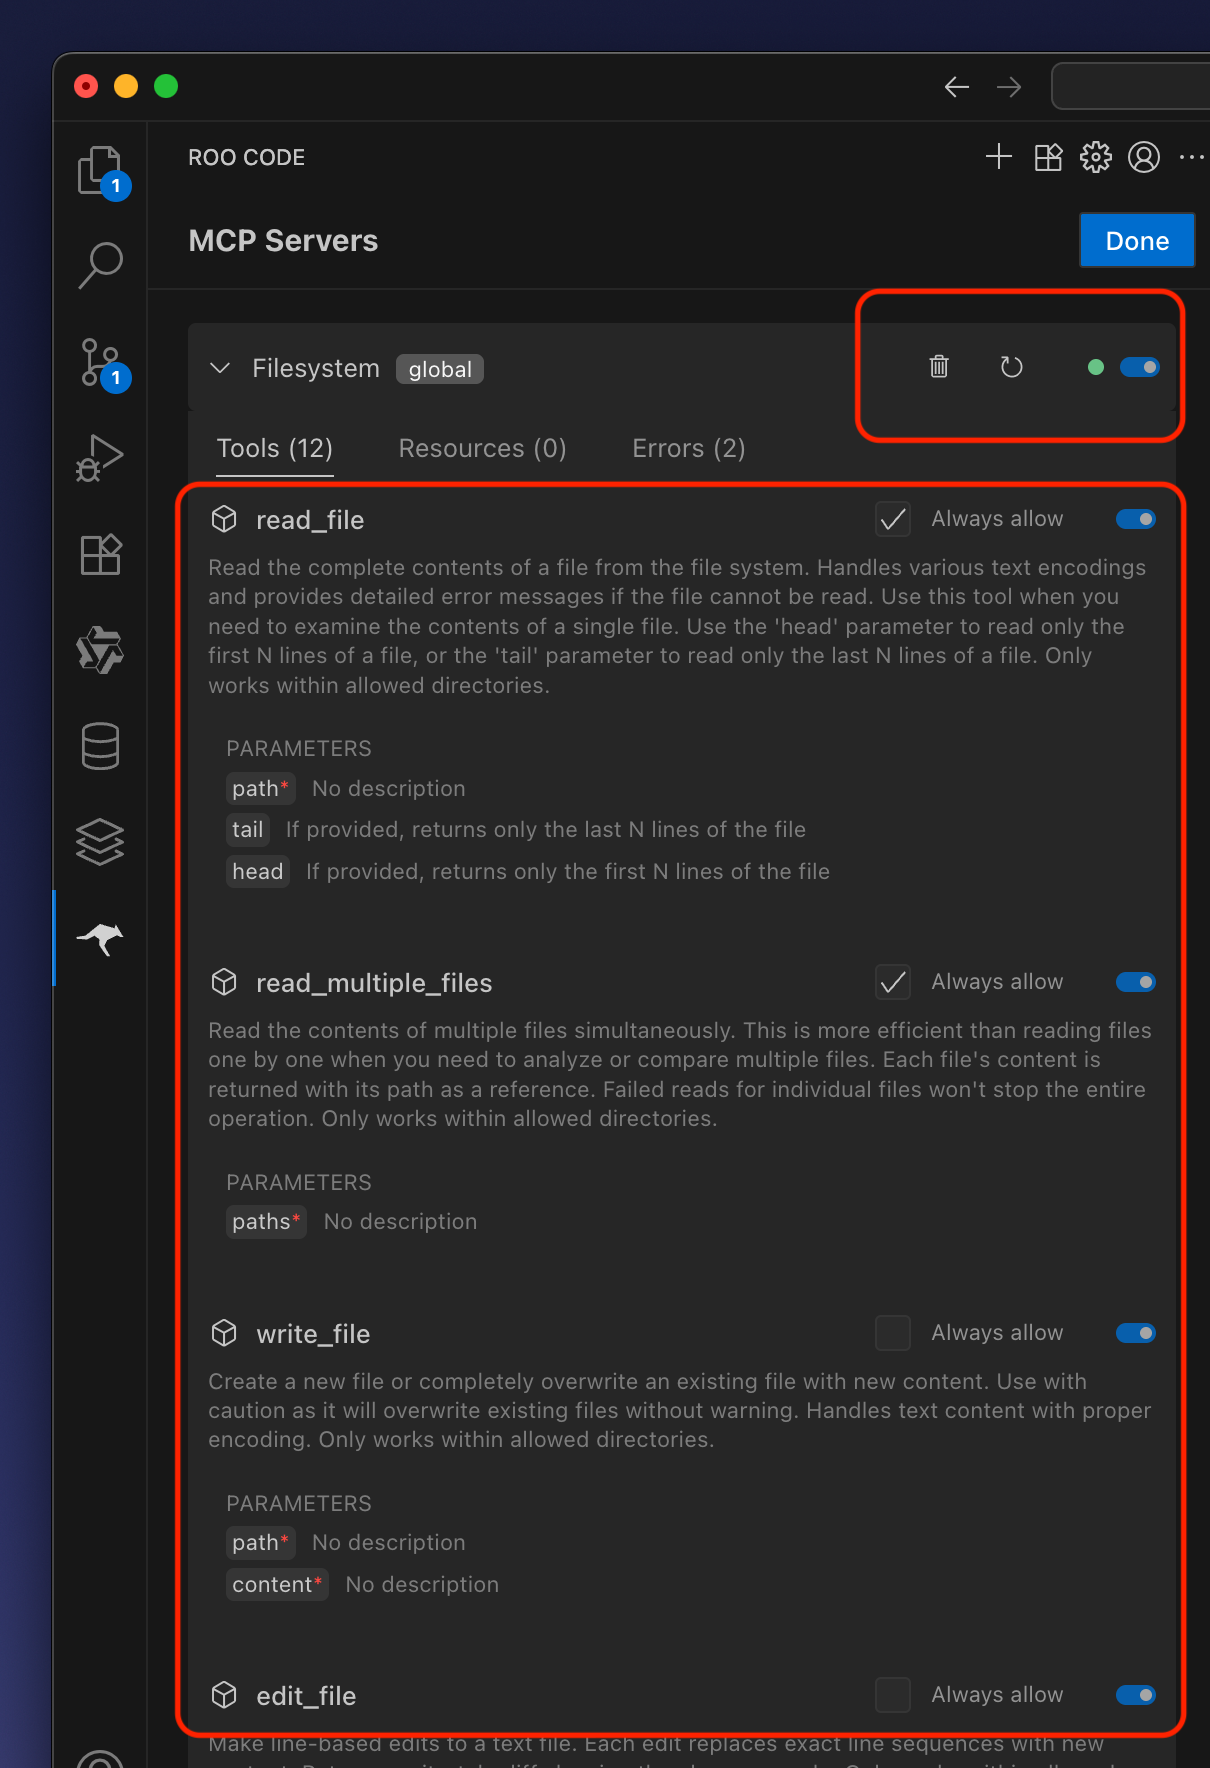 ROO CODE
1
MCP Servers
Done
1
Filesystem global
Tools (12) Resources (0) Errors (2)
read_file Always allow
Read the complete contents of a file from the file system. Handles various text encodings
and provides detailed error messages if the file cannot be read. Use this tool when you
need to examine the contents of a single file. Use the 'head' parameter to read only the
first N lines of a file, or the 'tail' parameter to read only the last N lines of a file. Only
works within allowed directories.
PARAMETERS
path* No description
tail If provided, returns only the last N lines of the file
head If provided, returns only the first N lines of the file
read_multiple_files Always allow
Read the contents of multiple files simultaneously. This is more efficient than reading files
one by one when you need to analyze or compare multiple files. Each file's content is
returned with its path as a reference. Failed reads for individual files won't stop the entire
operation. Only works within allowed directories.
PARAMETERS
paths* No description
write_file Always allow
Create a new file or completely overwrite an existing file with new content. Use with
caution as it will overwrite existing files without warning. Handles text content with proper
encoding. Only works within allowed directories.
PARAMETERS
path* No description
content* No description
edit_file Always allow
Make line-based edits to a text file. Each edit replaces exact line sequences with new